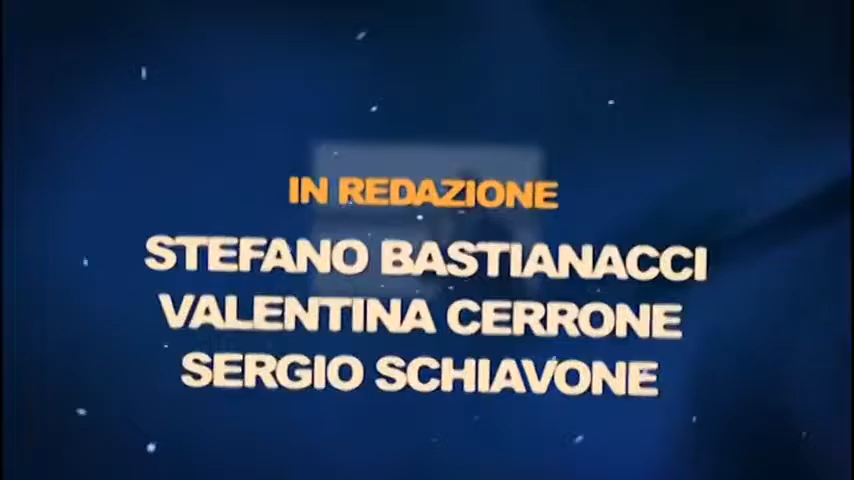 IN REDAZIONE
STEFANO BASTIANACCI
VALENTINA CERRONE
SERGIO SCHIAVONE